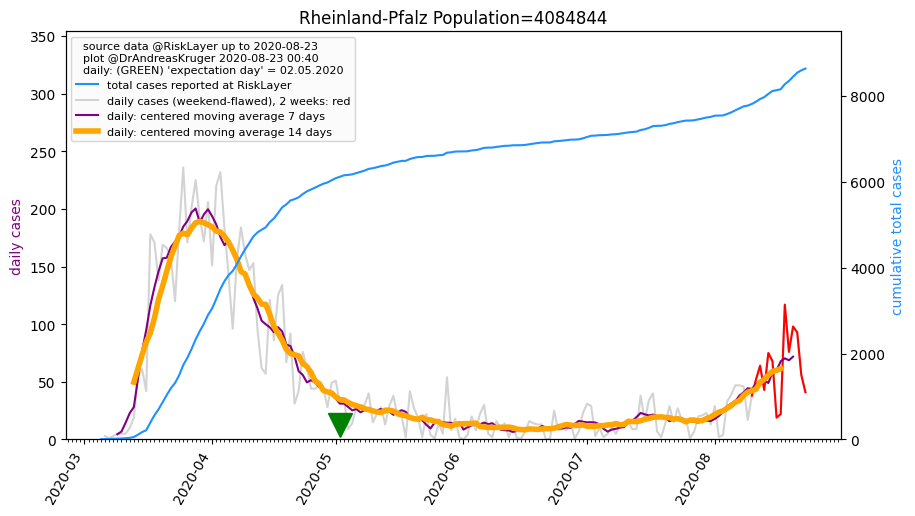 Rheinland-Pfalz Population=4084844
source data @RiskLayer up to 2020-08-23
plot @DrAndreasKruger 2020-08-23 00:40
daily: (GREEN) 'expectation day' = 02.05.2020
total cases reported at RiskLayer
daily cases (weekend-flawed), 2 weeks: red
daily: centered moving average 7 days
daily: centered moving average 14 days
daily cases
350
300
250
200
150
100
50
0
cumulative total cases
8000
6000
4000
2000
0
2020-03
2020-04
2020-05
2020-06
2020-07
2020-08